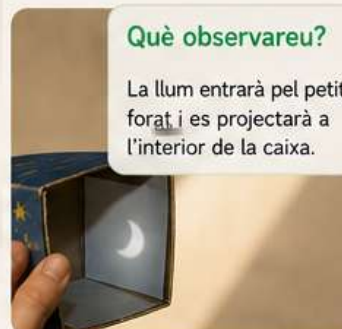 Què observareu?
La llum entrarà pel petit
forat i es projectarà a
l'interior de la caixa.